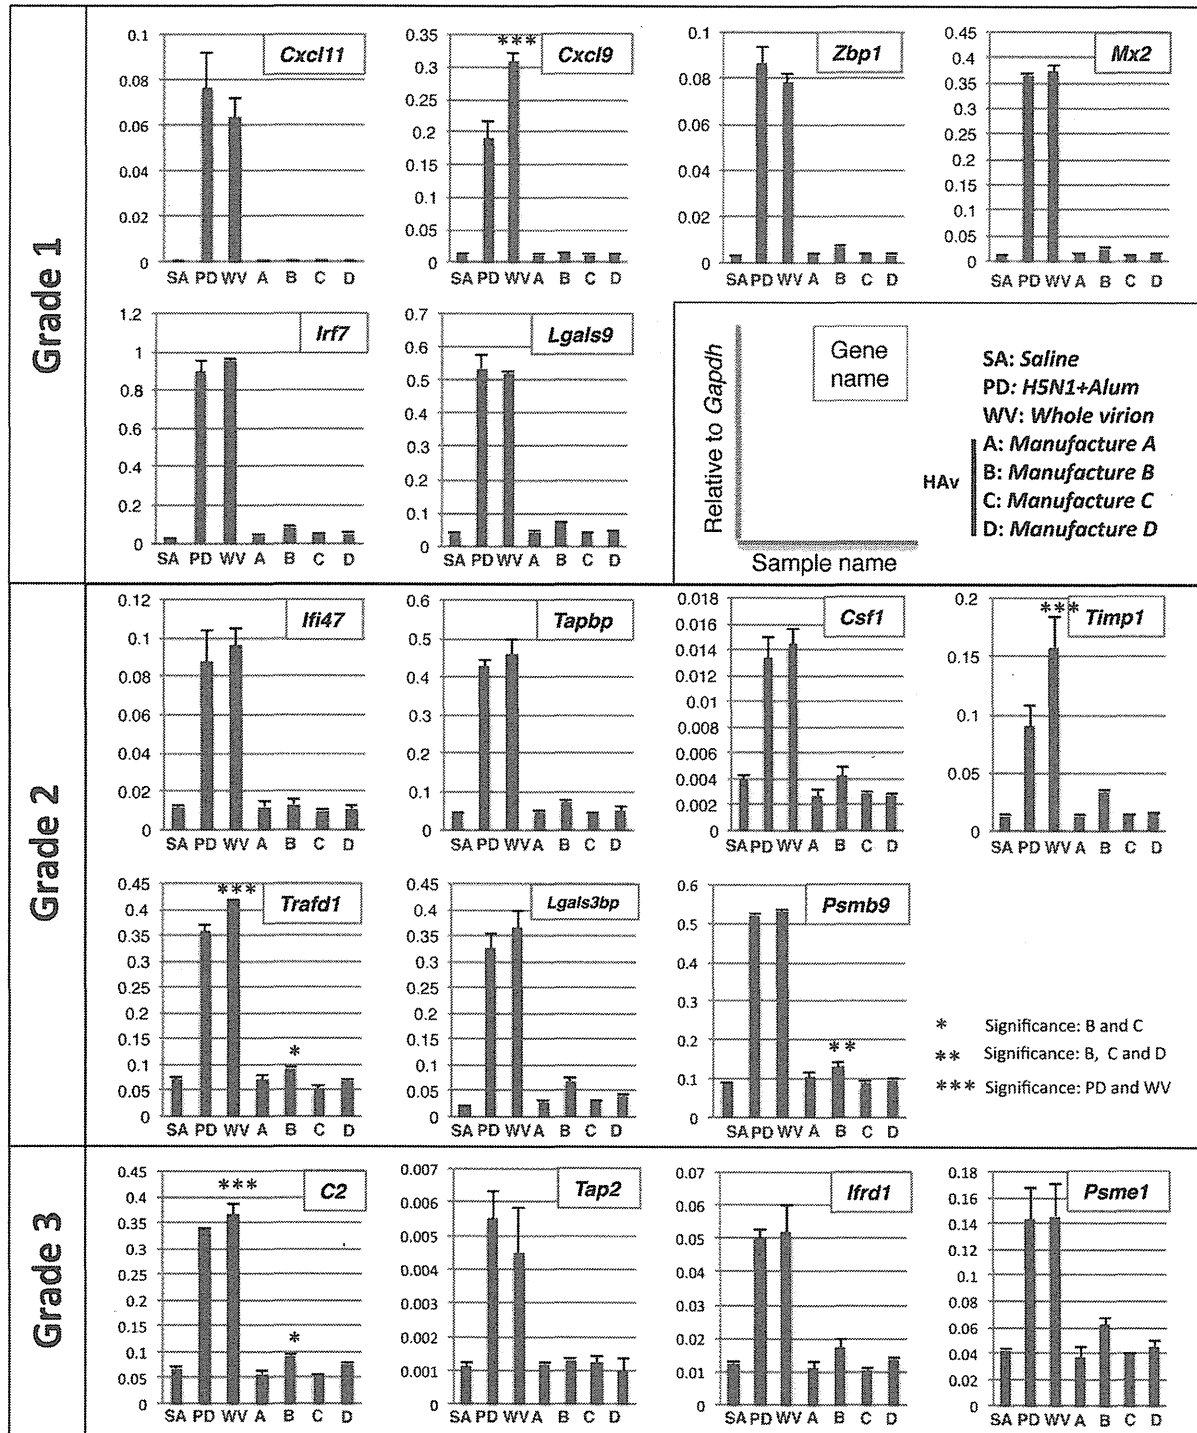 Grade 1
Cxcl11
0.1
0.08
0.06
0.04
0.02
0
SA PD WV A B C D
Cxcl9
***
0.35
0.3
0.25
0.2
0.15
0.1
0.05
0
SA PD WV A B C D
Zbp1
0.1
0.08
0.06
0.04
0.02
0
SA PD WV A B C D
Mx2
0.45
0.4
0.35
0.3
0.25
0.2
0.15
0.1
0.05
0
SA PD WV A B C D
Irf7
1.2
1
0.8
0.6
0.4
0.2
0
SA PD WV A B C D
Lgals9
0.7
0.6
0.5
0.4
0.3
0.2
0.1
0
SA PD WV A B C D
Relative to Gapdh
Gene
name
Sample name
SA: Saline
PD: H5N1+Alum
WV: Whole virion
HAv
A: Manufacture A
B: Manufacture B
C: Manufacture C
D: Manufacture D
Grade 2
Ifi47
0.12
0.1
0.08
0.06
0.04
0.02
0
SA PD WV A B C D
Tapbp
0.6
0.5
0.4
0.3
0.2
0.1
0
SA PD WV A B C D
Csf1
0.018
0.016
0.014
0.012
0.01
0.008
0.006
0.004
0.002
0
SA PD WV A B C D
Timp1
***
0.2
0.15
0.1
0.05
0
SA PD WV A B C D
Trafd1
***
*
0.45
0.4
0.35
0.3
0.25
0.2
0.15
0.1
0.05
0
SA PD WV A B C D
Lgals3bp
0.45
0.4
0.35
0.3
0.25
0.2
0.15
0.1
0.05
0
SA PD WV A B C D
Psmb9
**
0.6
0.5
0.4
0.3
0.2
0.1
0
SA PD WV A B C D
* Significance: B and C
** Significance: B, C and D
*** Significance: PD and WV
Grade 3
C2
***
*
0.45
0.4
0.35
0.3
0.25
0.2
0.15
0.1
0.05
0
SA PD WV A B C D
Tap2
0.007
0.006
0.005
0.004
0.003
0.002
0.001
0
SA PD WV A B C D
Ifrd1
0.07
0.06
0.05
0.04
0.03
0.02
0.01
0
SA PD WV A B C D
Psme1
0.18
0.16
0.14
0.12
0.1
0.08
0.06
0.04
0.02
0
SA PD WV A B C D